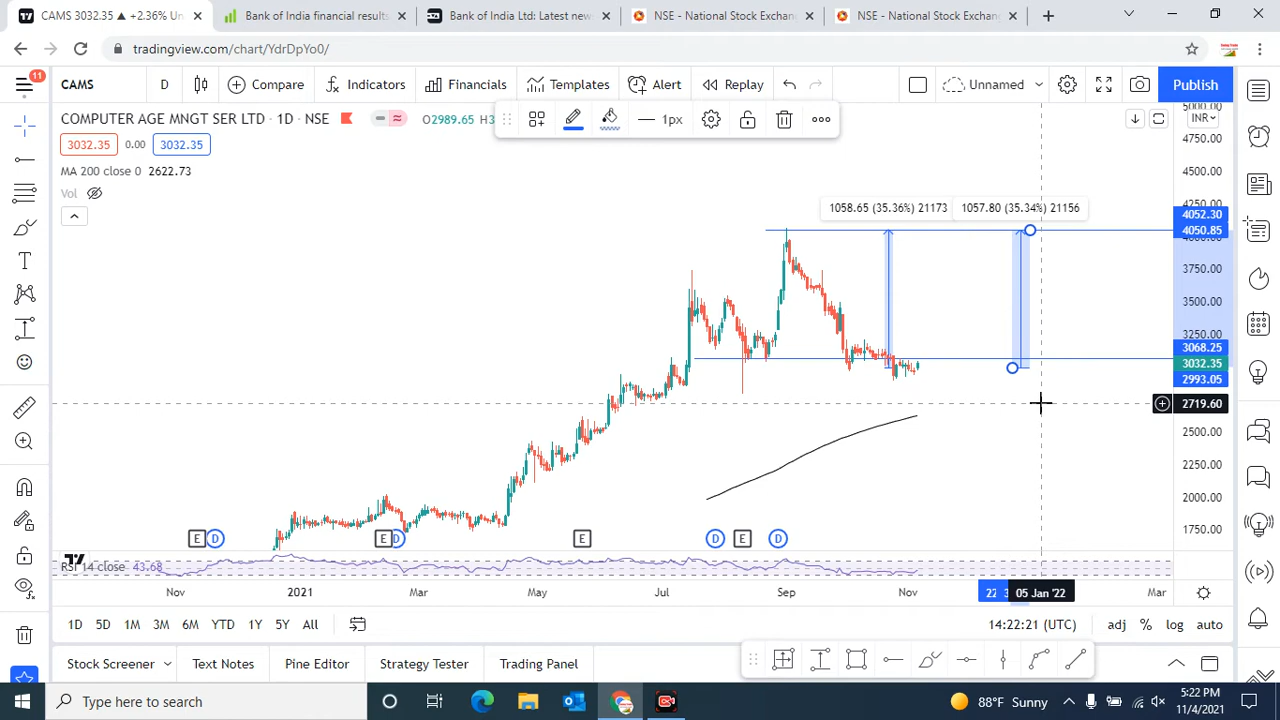 CAMS 3032.35 ▲ +2.36% Un
Bank of India financial results
Bank of India Ltd: Latest new
NSE - National Stock Exchan
NSE - National Stock Exchan
tradingview.com/chart/YdrDpYo0/
11
CAMS
D
Compare
Indicators
Financials
Templates
Alert
Replay
Unnamed
Publish
COMPUTER AGE MNGT SER LTD · 1D · NSE
O2989.65 H3
1px
INR
3032.35 0.00 3032.35
MA 200 close 0 2622.73
Vol
1058.65 (35.36%) 21173
1057.80 (35.34%) 21156
5000.00
4750.00
4500.00
4250.00
4052.30
4050.85
4000.00
3750.00
3500.00
3250.00
3068.25
3032.35
2993.05
2719.60
2500.00
2250.00
2000.00
1750.00
E D E D E D E D
RSI 14 close 43.68
Nov 2021 Mar May Jul Sep Nov 22 3 05 Jan '22 Mar
1D 5D 1M 3M 6M YTD 1Y 5Y All
14:22:21 (UTC) adj % log auto
Stock Screener Text Notes Pine Editor Strategy Tester Trading Panel
Type here to search
88°F Sunny
5:22 PM
11/4/2021